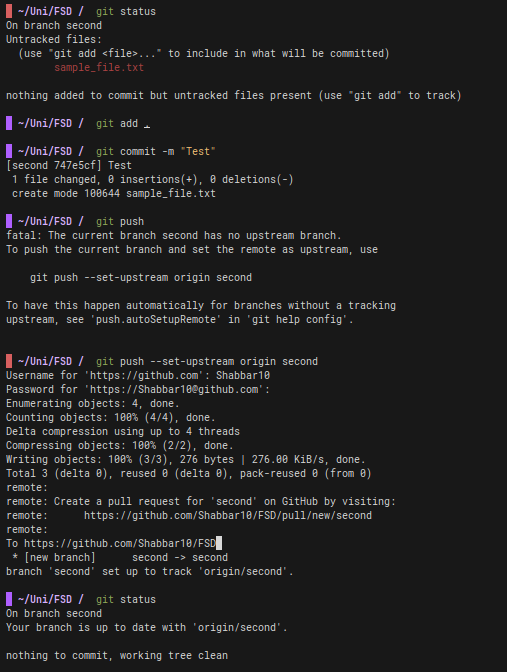 ~/Uni/FSD / git status
On branch second
Untracked files:
  (use "git add <file>..." to include in what will be committed)
        sample_file.txt

nothing added to commit but untracked files present (use "git add" to track)

~/Uni/FSD / git add .

~/Uni/FSD / git commit -m "Test"
[second 747e5cf] Test
 1 file changed, 0 insertions(+), 0 deletions(-)
 create mode 100644 sample_file.txt

~/Uni/FSD / git push
fatal: The current branch second has no upstream branch.
To push the current branch and set the remote as upstream, use

    git push --set-upstream origin second

To have this happen automatically for branches without a tracking
upstream, see 'push.autoSetupRemote' in 'git help config'.

~/Uni/FSD / git push --set-upstream origin second
Username for 'https://github.com': Shabbar10
Password for 'https://Shabbar10@github.com':
Enumerating objects: 4, done.
Counting objects: 100% (4/4), done.
Delta compression using up to 4 threads
Compressing objects: 100% (2/2), done.
Writing objects: 100% (3/3), 276 bytes | 276.00 KiB/s, done.
Total 3 (delta 0), reused 0 (delta 0), pack-reused 0 (from 0)
remote:
remote: Create a pull request for 'second' on GitHub by visiting:
remote:      https://github.com/Shabbar10/FSD/pull/new/second
remote:
To https://github.com/Shabbar10/FSD
 * [new branch]      second -> second
branch 'second' set up to track 'origin/second'.

~/Uni/FSD / git status
On branch second
Your branch is up to date with 'origin/second'.

nothing to commit, working tree clean